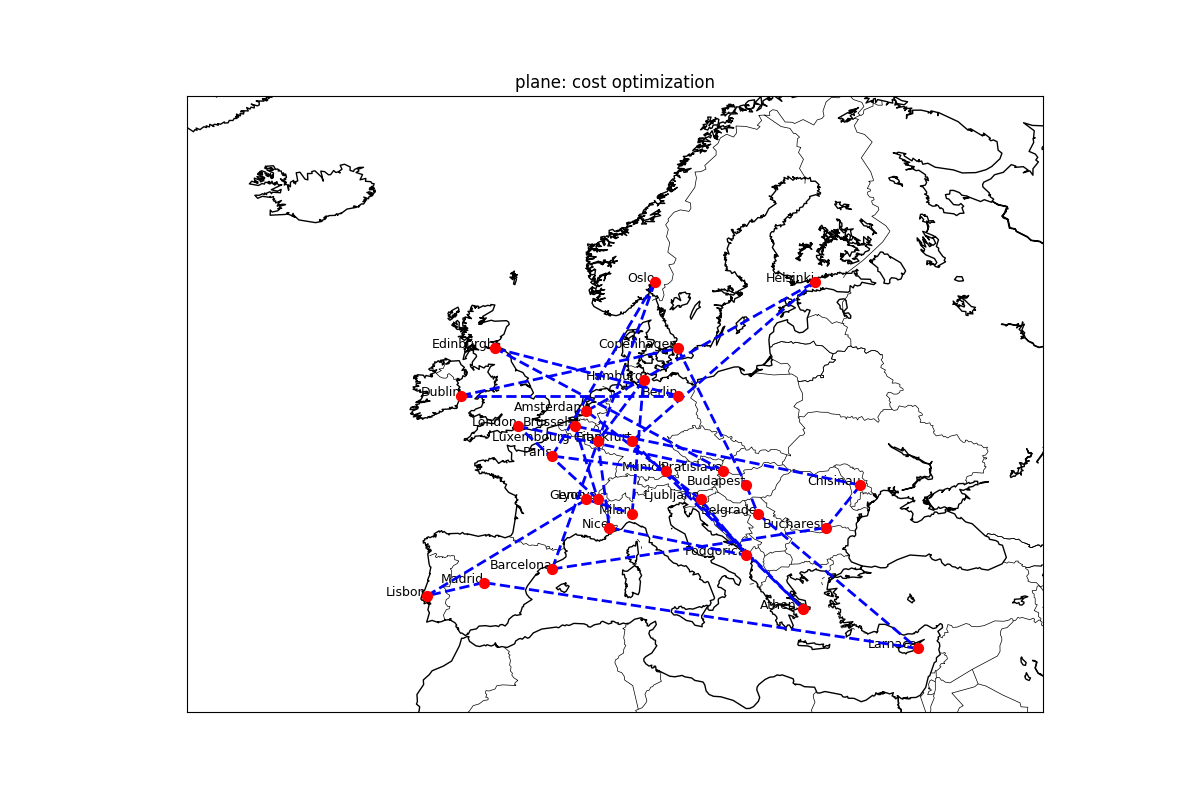 plane: cost optimization
Oslo
Helsinki
Edinburgh
Copenhagen
Hamburg
Dublin
Berlin
Amsterdam
London
Brussels
Luxembourg City
Frankfurt
Paris
Munich
Bratislava
Budapest
Chisinau
Geneva
Lyon
Ljubljana
Milan
Belgrade
Nice
Bucharest
Podgorica
Barcelona
Madrid
Lisbon
Athens
Larnaca